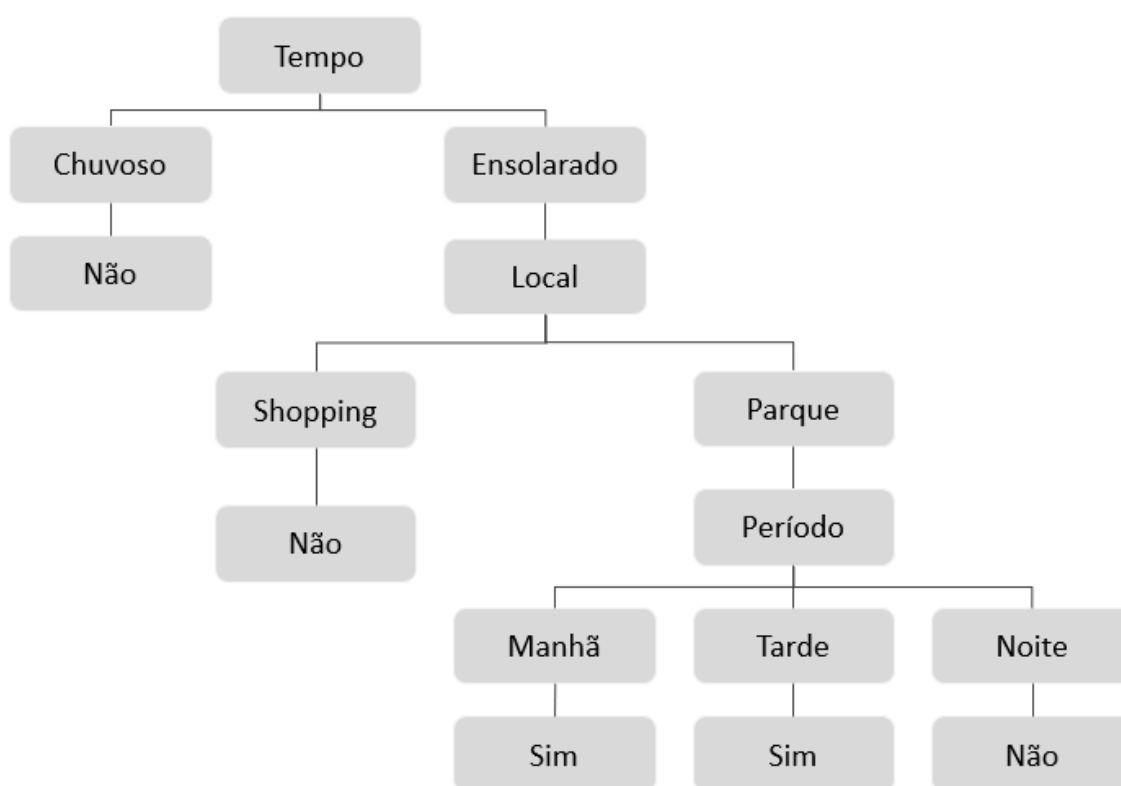 Tempo
Chuvoso
Ensolarado
Não
Local
Shopping
Parque
Não
Período
Manhã
Tarde
Noite
Sim
Sim
Não